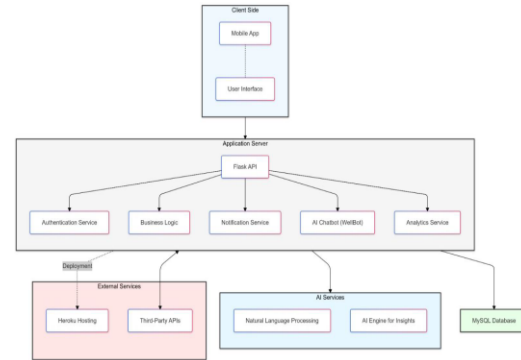 Client Side
Mobile App
User Interface
Application Server
Flask API
Authentication Service
Business Logic
Notification Service
AI Chatbot (WellBot)
Analytics Service
Deployment
External Services
Heroku Hosting
Third-Party APIs
AI Services
Natural Language Processing
AI Engine for Insights
MySQL Database